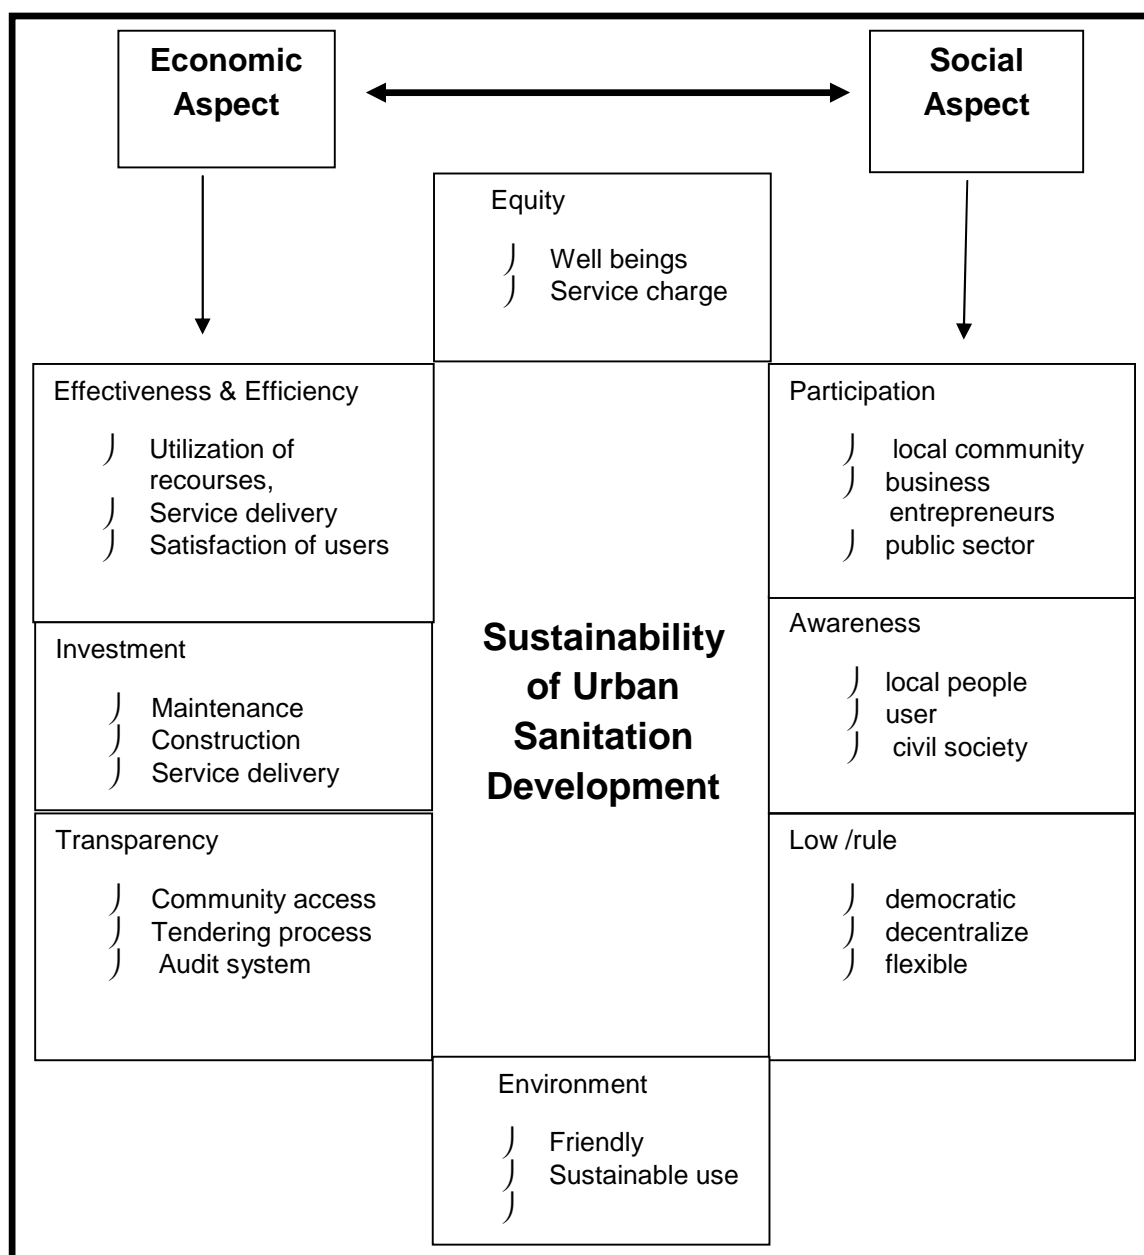 Economic
Aspect
Social
Aspect
Equity
Well beings
Service charge
Effectiveness & Efficiency
Utilization of
recourses,
Service delivery
Satisfaction of users
Investment
Maintenance
Construction
Service delivery
Transparency
Community access
Tendering process
Audit system
Sustainability
of Urban
Sanitation
Development
Participation
local community
business
entrepreneurs
public sector
Awareness
local people
user
civil society
Low /rule
democratic
decentralize
flexible
Environment
Friendly
Sustainable use